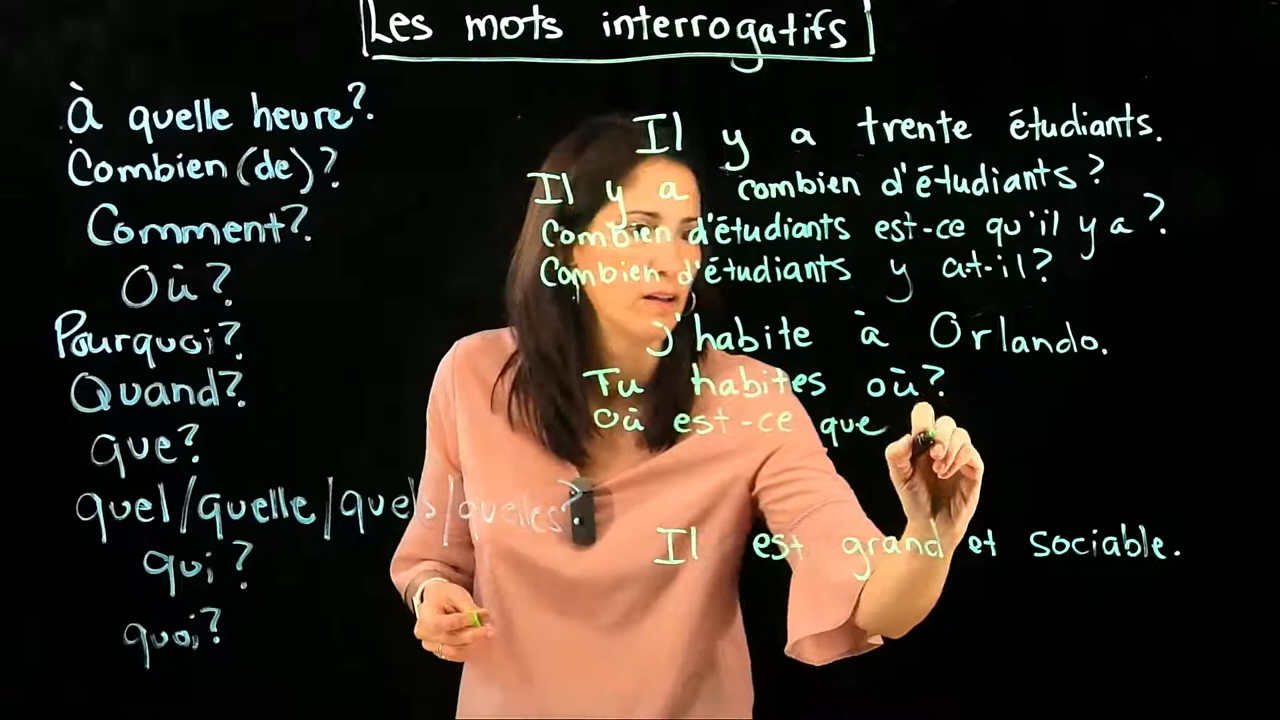 Les mots interrogatifs
À quelle heure?
Combien (de)?
Comment?
Où?
Pourquoi?
Quand?
que?
quel/quelle/quels/quelles?
qui?
quoi?
Il y a trente étudiants.
Il y a combien d'étudiants?
Combien d'étudiants est-ce qu'il y a?
Combien d'étudiants y a-t-il?
J'habite à Orlando.
Tu habites où?
Où est-ce que
Il est grand et sociable.